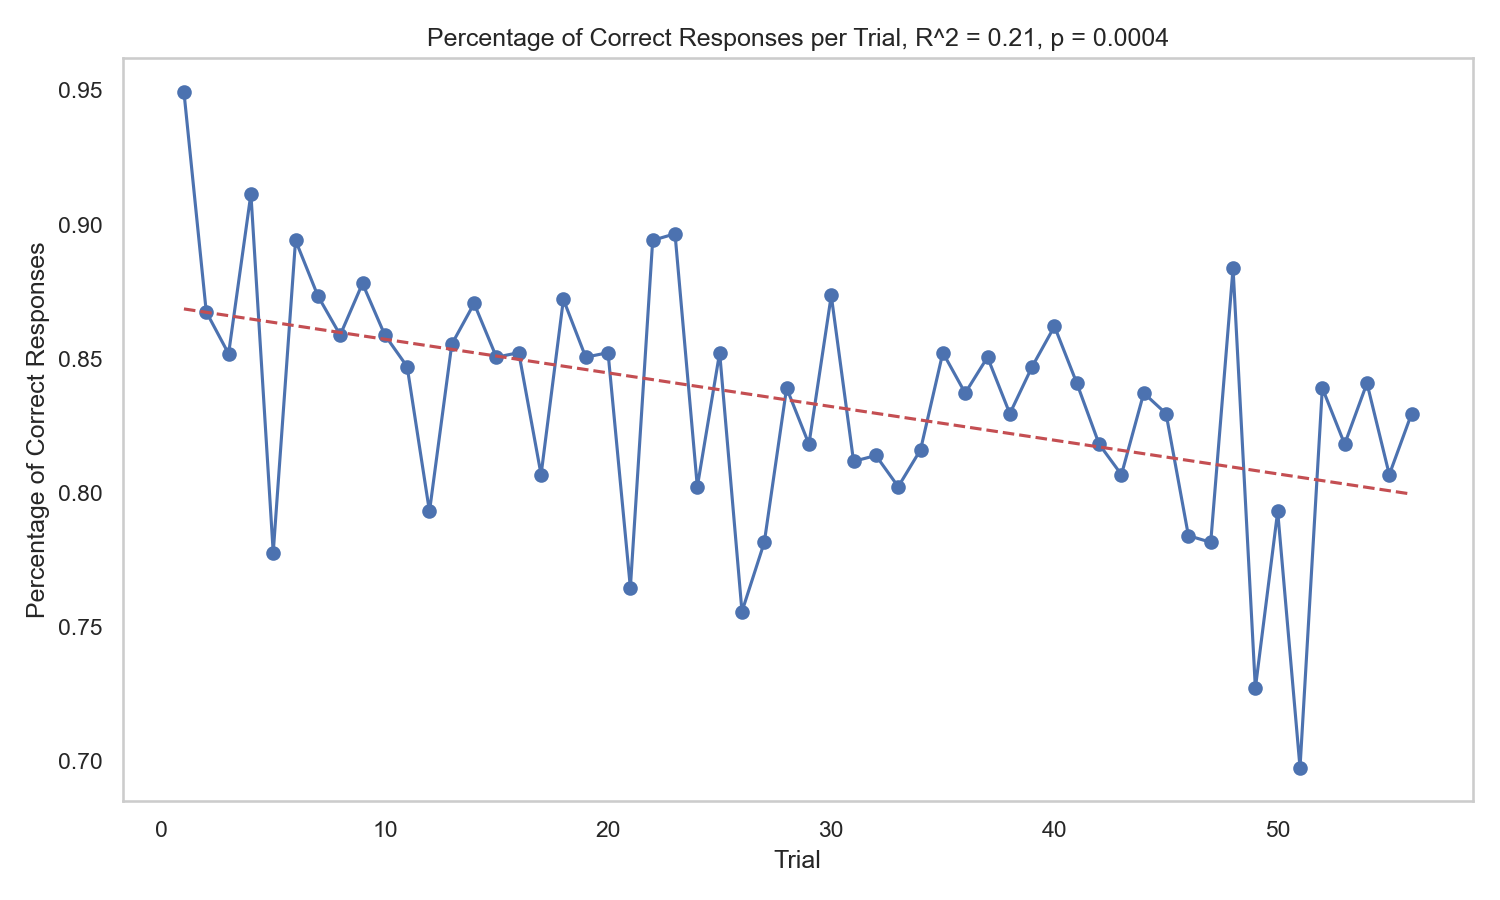 Percentage of Correct Responses per Trial, R^2 = 0.21, p = 0.0004
Percentage of Correct Responses
0.95
0.90
0.85
0.80
0.75
0.70
0 10 20 30 40 50
Trial